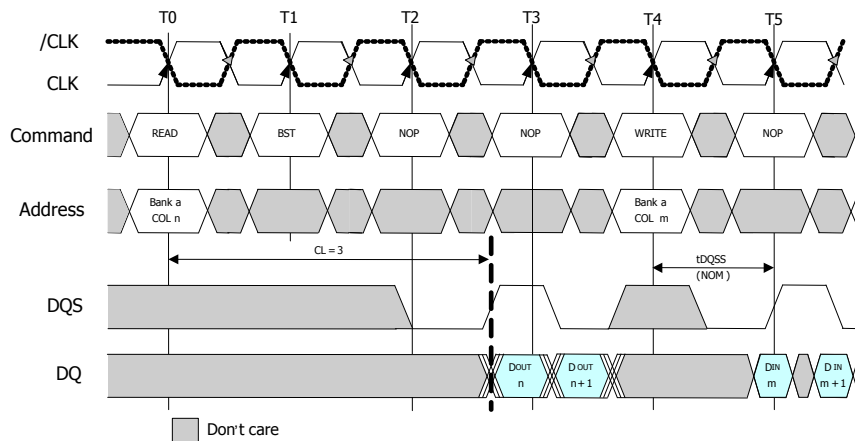 T0 T1 T2 T3 T4 T5
/CLK
CLK
Command READ BST NOP NOP WRITE NOP
Address Bank a COL n Bank a COL m
CL = 3
tDQSS
(NOM)
DQS
DQ DOUT n DOUT n+1 DIN m DIN m+1
Don't care